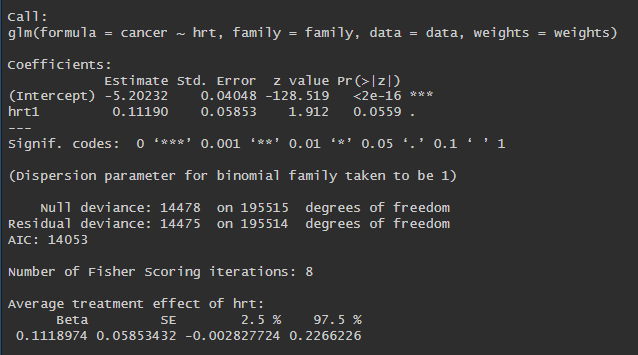 Call:
glm(formula = cancer ~ hrt, family = family, data = data, weights = weights)
Coefficients:
Estimate Std. Error z value Pr(>|z|)
(Intercept) -5.20232 0.04048 -128.519 <2e-16 ***
hrt1 0.11190 0.05853 1.912 0.0559 .
---
Signif. codes: 0 ‘***’ 0.001 ‘**’ 0.01 ‘*’ 0.05 ‘.’ 0.1 ‘ ’ 1
(Dispersion parameter for binomial family taken to be 1)
Null deviance: 14478 on 195515 degrees of freedom
Residual deviance: 14475 on 195514 degrees of freedom
AIC: 14053
Number of Fisher Scoring iterations: 8
Average treatment effect of hrt:
Beta SE 2.5 % 97.5 %
0.1118974 0.05853432 -0.002827724 0.2266226